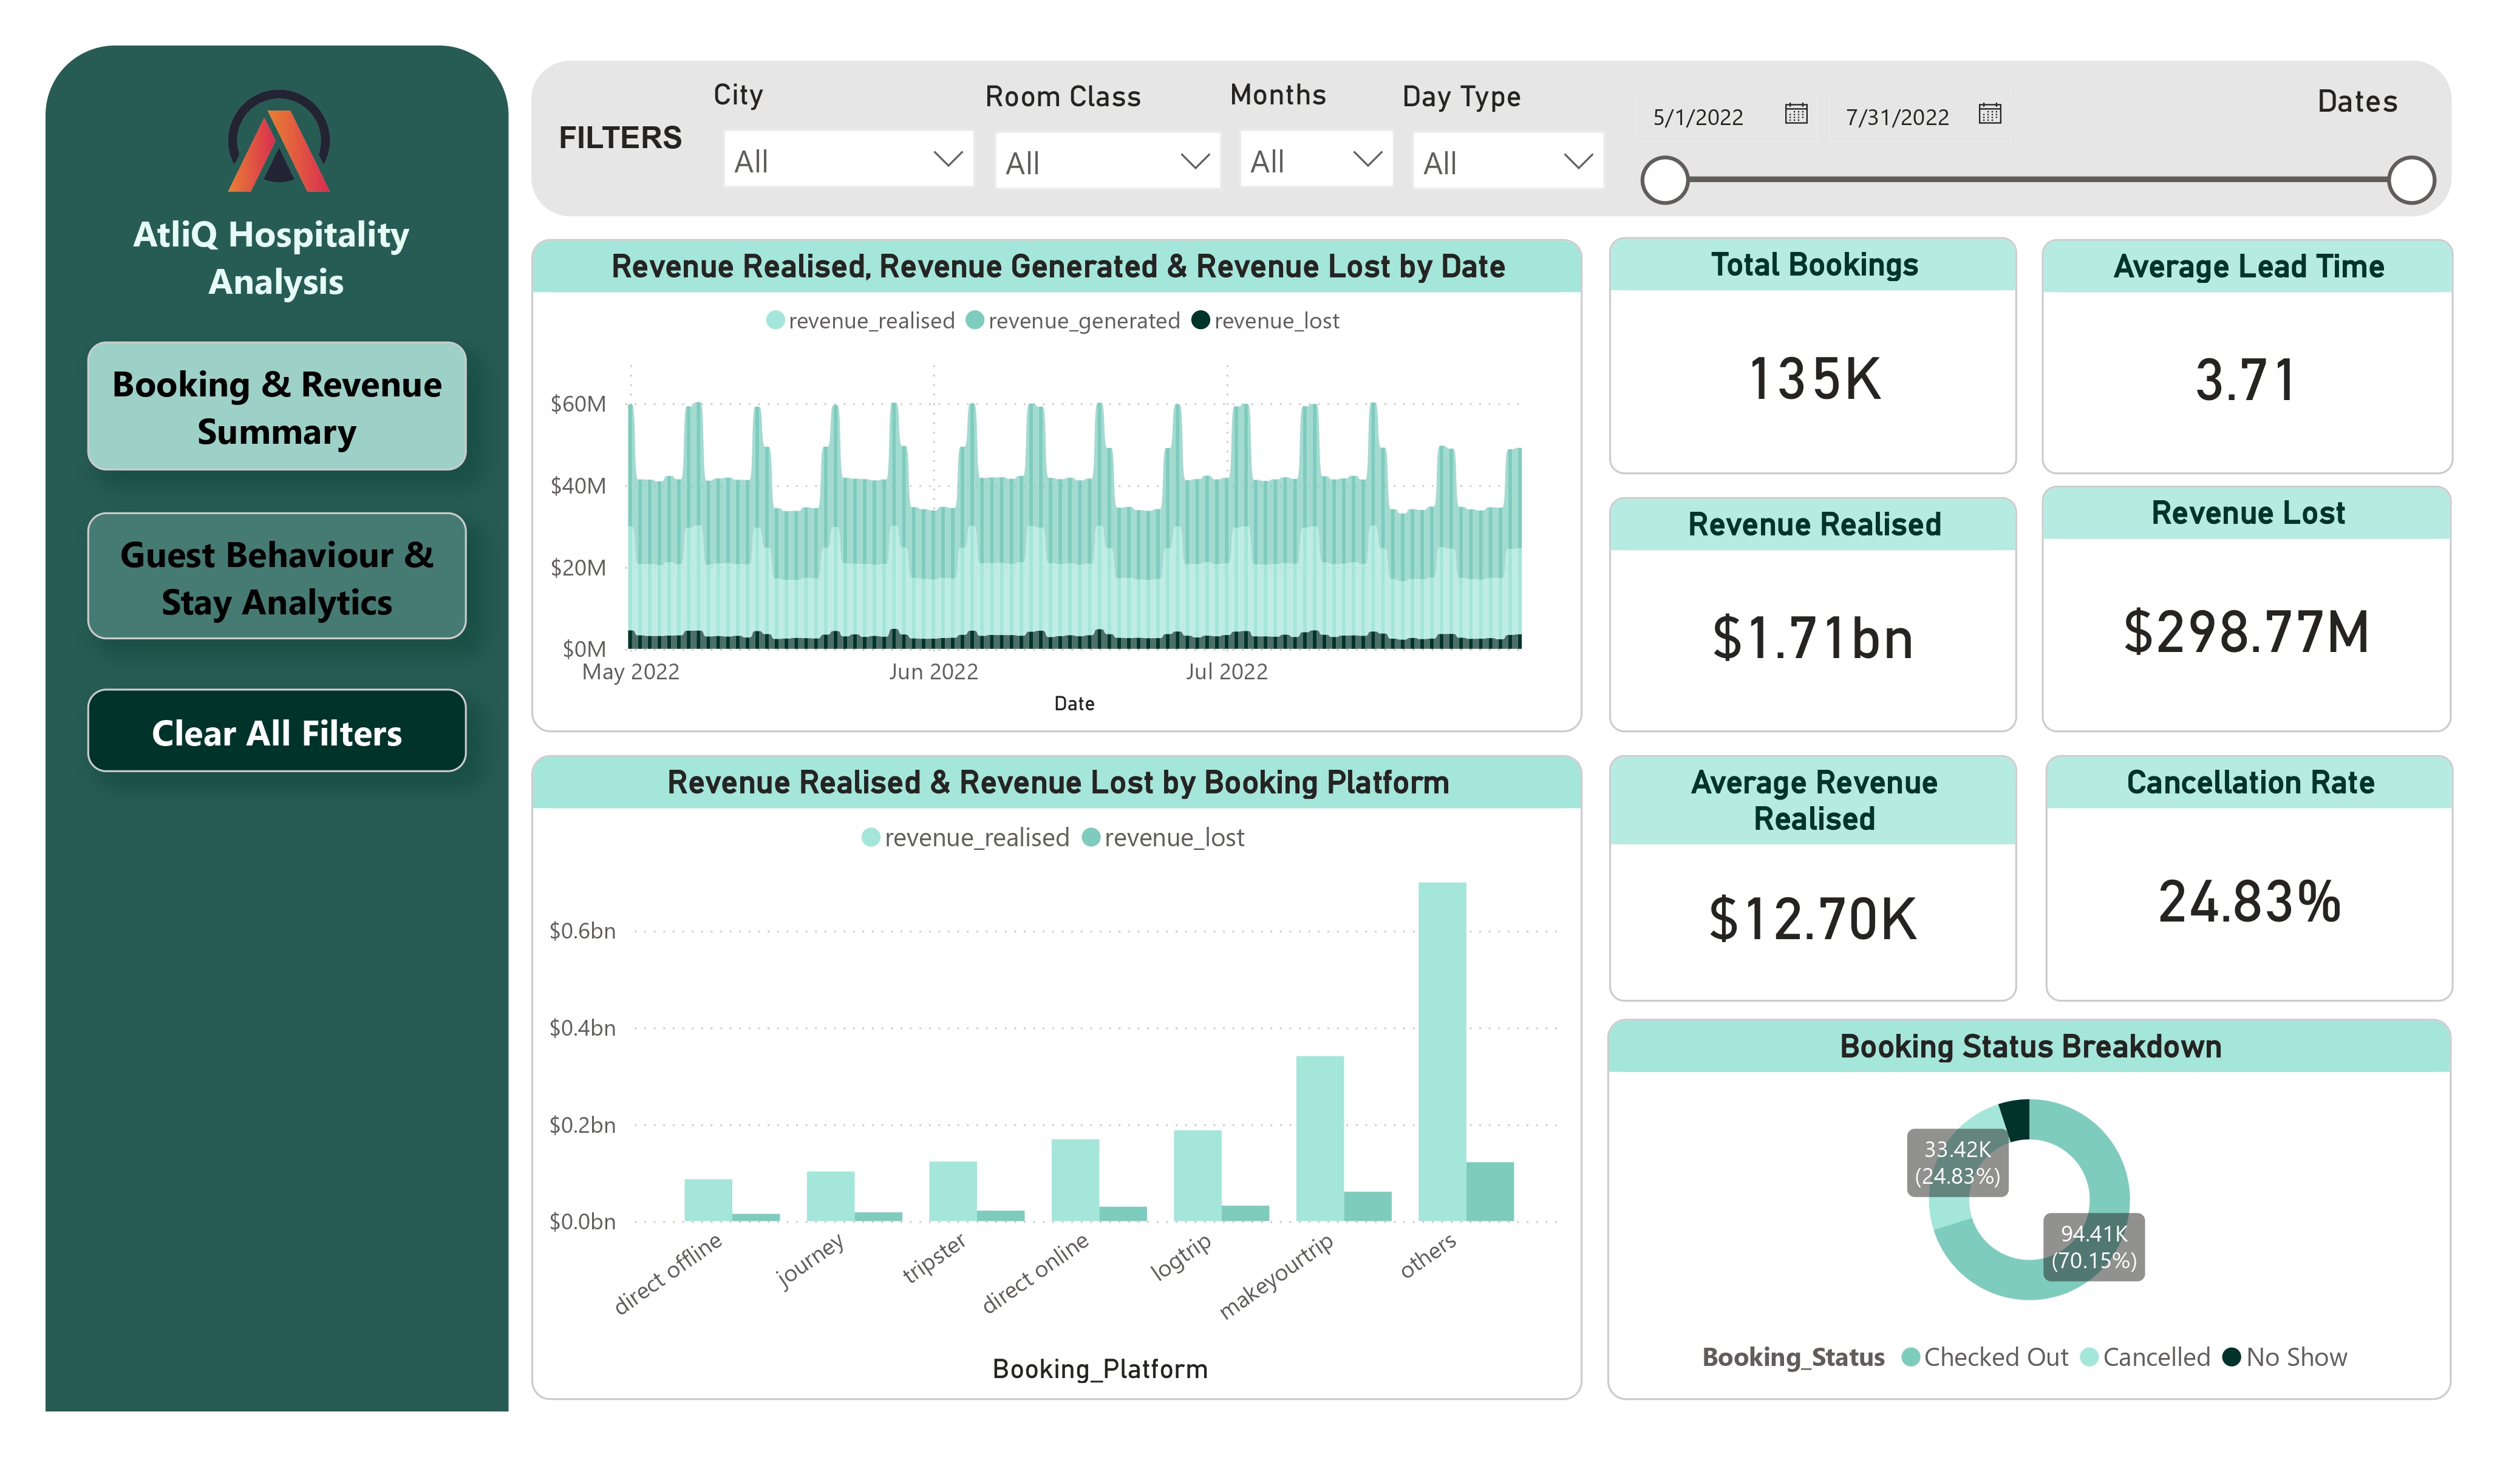 AtliQ Hospitality
Analysis
Booking & Revenue
Summary
Guest Behaviour &
Stay Analytics
Clear All Filters
FILTERS
City
All
Room Class
All
Months
All
Day Type
All
5/1/2022
7/31/2022
Dates
Revenue Realised, Revenue Generated & Revenue Lost by Date
revenue_realised revenue_generated revenue_lost
$60M
$40M
$20M
$0M
May 2022 Jun 2022 Jul 2022
Date
Total Bookings
135K
Average Lead Time
3.71
Revenue Realised
$1.71bn
Revenue Lost
$298.77M
Revenue Realised & Revenue Lost by Booking Platform
revenue_realised revenue_lost
$0.6bn
$0.4bn
$0.2bn
$0.0bn
direct offline
journey
tripster
direct online
logtrip
makeyourtrip
others
Booking_Platform
Average Revenue
Realised
$12.70K
Cancellation Rate
24.83%
Booking Status Breakdown
33.42K
(24.83%)
94.41K
(70.15%)
Booking_Status Checked Out Cancelled No Show